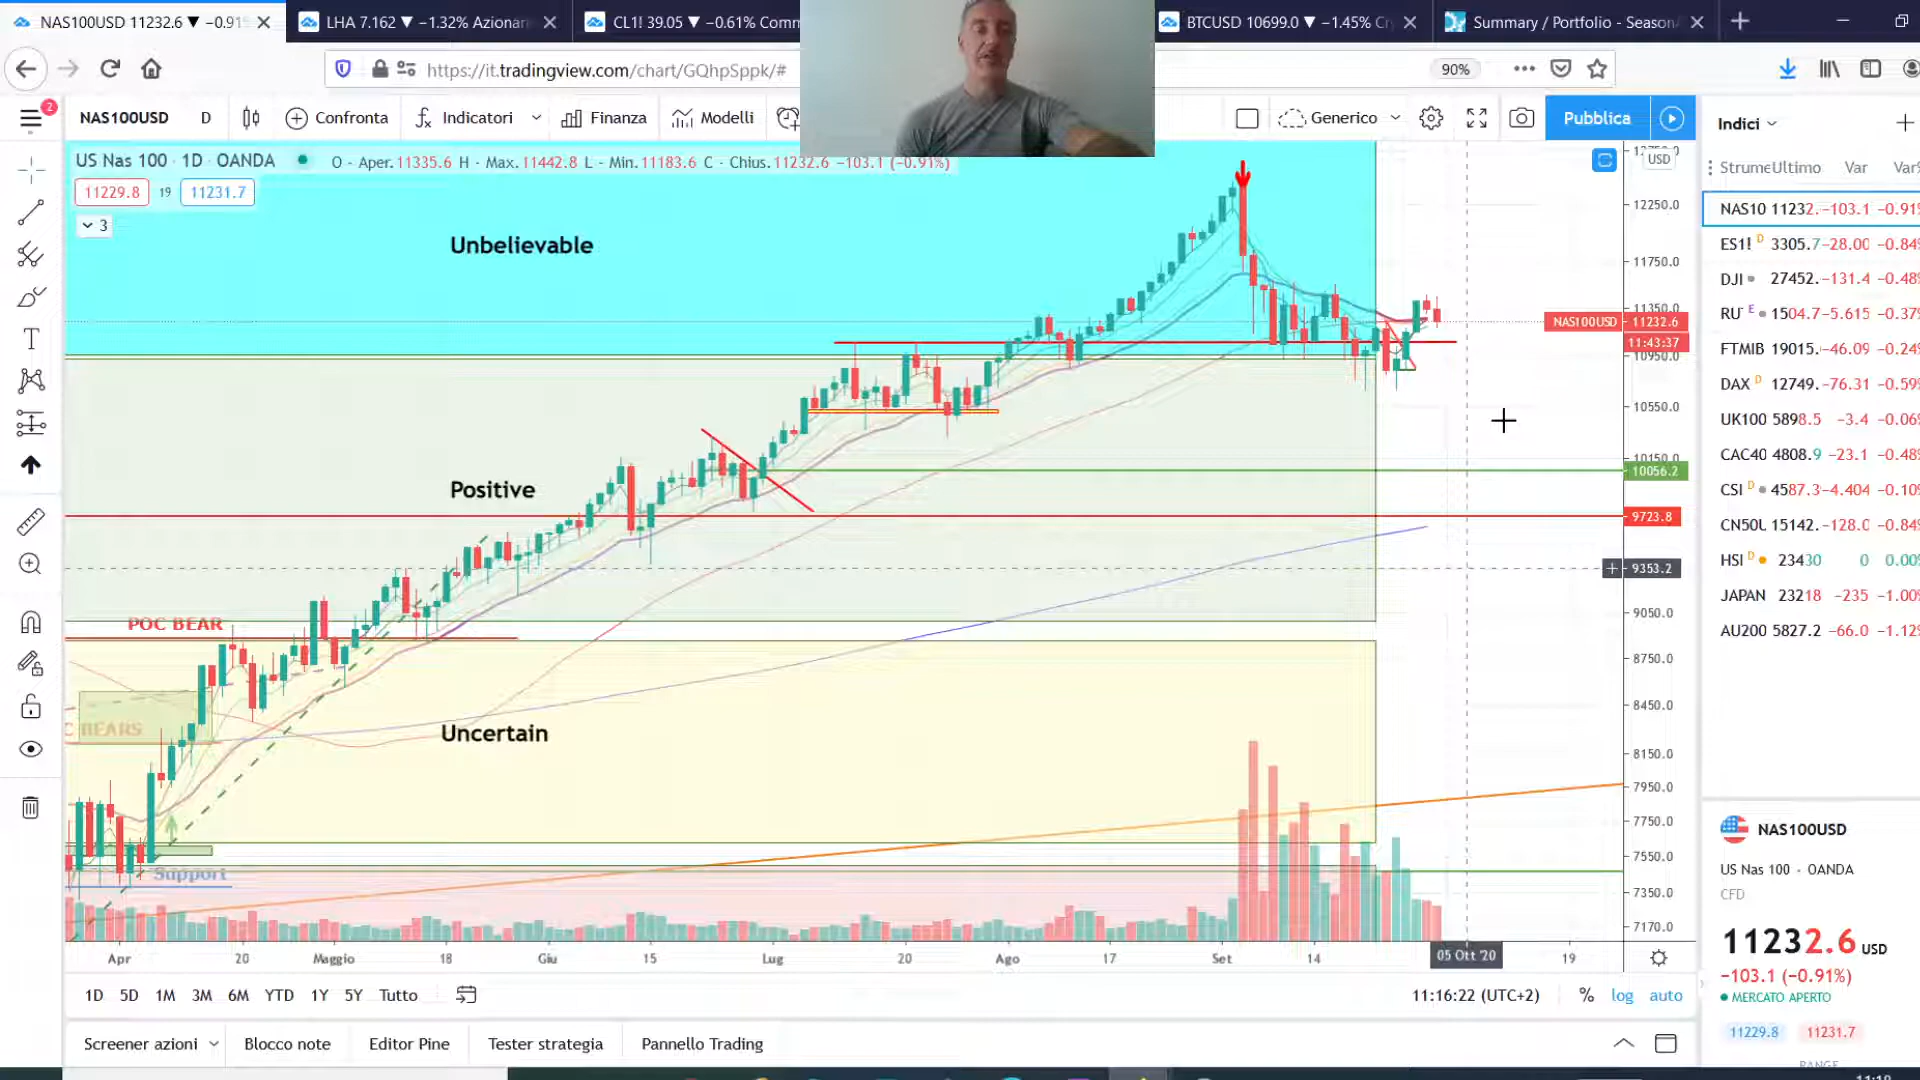 NAS100USD 11232.6 ▼ −0.91
LHA 7.162 ▼ −1.32% Azionari
CL1! 39.05 ▼ −0.61% Comm
BTCUSD 10699.0 ▼ −1.45% Cr
Summary / Portfolio - Season
https://it.tradingview.com/chart/GQhpSppk/#
90%
2
NAS100USD
D
Confronta
Indicatori
Finanza
Modelli
Generico
Pubblica
Indici
US Nas 100 · 1D · OANDA
O - Aper.11335.6 H - Max.11442.8 L - Min.11183.6 C - Chius.11232.6 −103.1 (−0.91%)
11229.8 19 11231.7
3
USD
Unbelievable
Positive
Uncertain
POC BEAR
C BEARS
Support
12250.0
11750.0
11350.0
NAS100USD 11232.6
11:43:37
10950.0
10550.0
10150.0
10056.2
9723.8
9353.2
9050.0
8750.0
8450.0
8150.0
7950.0
7750.0
7550.0
7350.0
7170.0
Apr 20 Maggio 18 Giu 15 Lug 20 Ago 17 Set 14 05 Ott '20 19
1D 5D 1M 3M 6M YTD 1Y 5Y Tutto
11:16:22 (UTC+2) % log auto
Screener azioni Blocco note Editor Pine Tester strategia Pannello Trading
Strume Ultimo Var Var%
NAS10 11232. −103.1 −0.91%
ES1! D 3305.7 −28.00 −0.84%
DJI 27452. −131.4 −0.48%
RU E 1504.7 −5.615 −0.37%
FTMIB 19015. −46.09 −0.24%
DAX D 12749. −76.31 −0.59%
UK100 5898.5 −3.4 −0.06%
CAC40 4808.9 −23.1 −0.48%
CSI D 4587.3 −4.404 −0.10%
CN50U 15142. −128.0 −0.84%
HSI D 23430 0 0.00%
JAPAN 23218 −235 −1.00%
AU200 5827.2 −66.0 −1.12%
NAS100USD
US Nas 100 · OANDA
CFD
11232.6 USD
−103.1 (−0.91%)
MERCATO APERTO
11229.8 11231.7